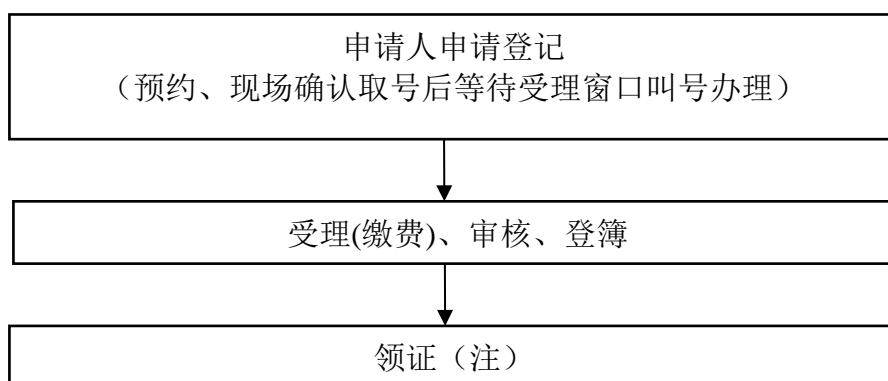 申请人申请登记
（预约、现场确认取号后等待受理窗口叫号办理）
受理(缴费)、审核、登簿
领证（注）